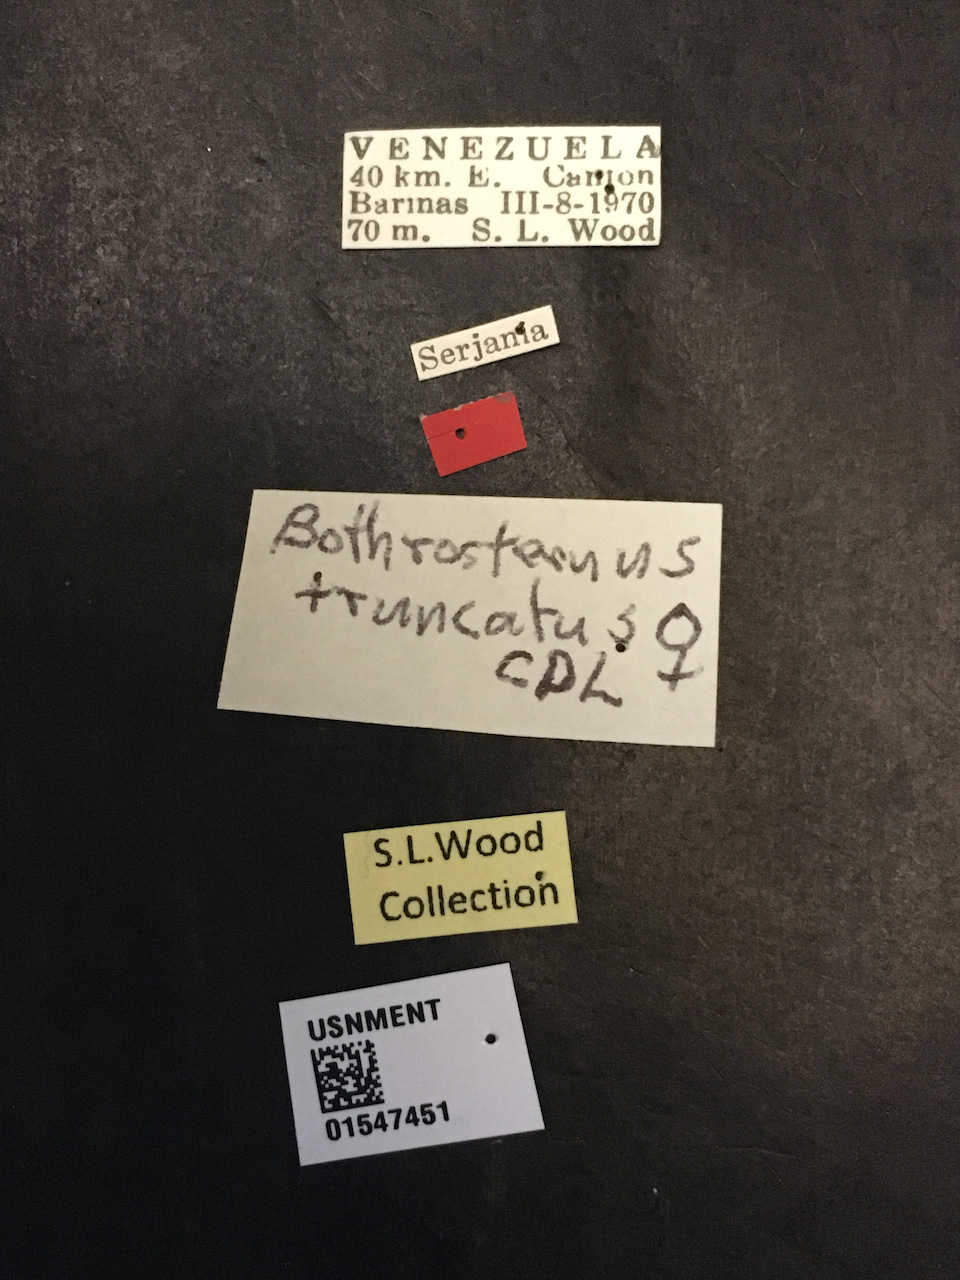 VENEZUELA
40 km. E. Canton
Barinas III-8-1970
70 m. S. L. Wood
Serjania
Bothrosternus
truncatus ♀
CDL
S.L.Wood
Collection
USNMENT
01547451